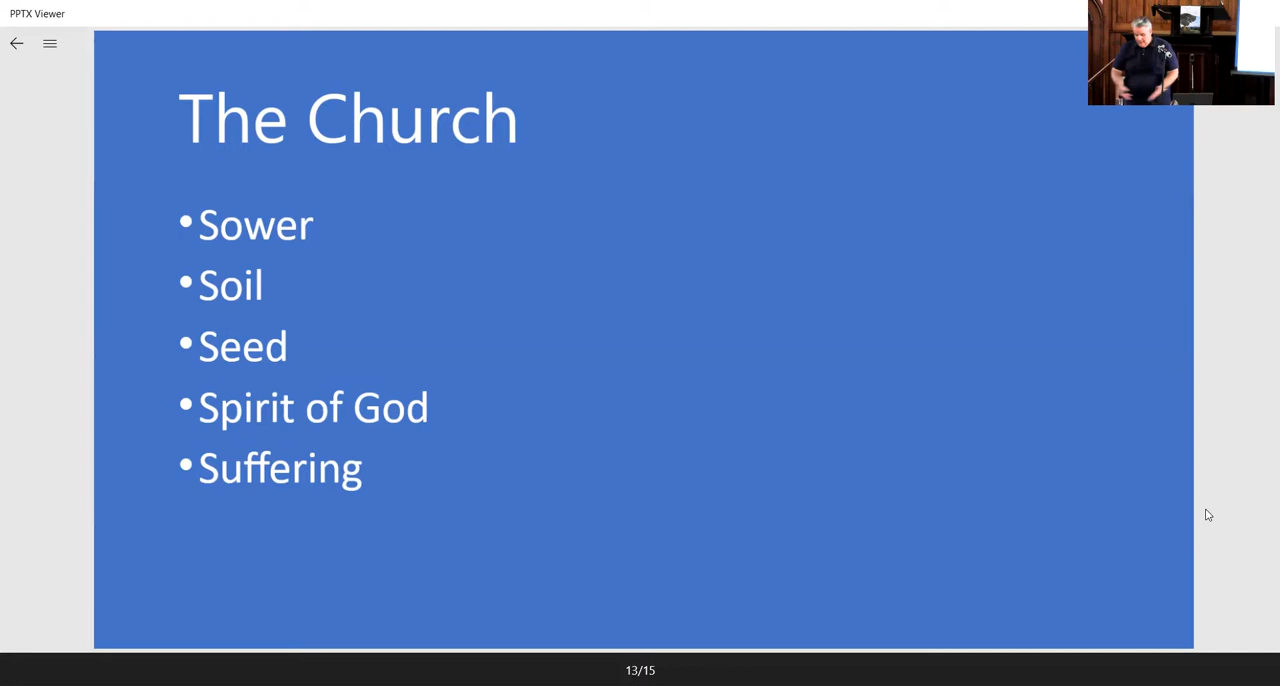 PPTX Viewer
The Church
• Sower
• Soil
• Seed
• Spirit of God
• Suffering
13/15